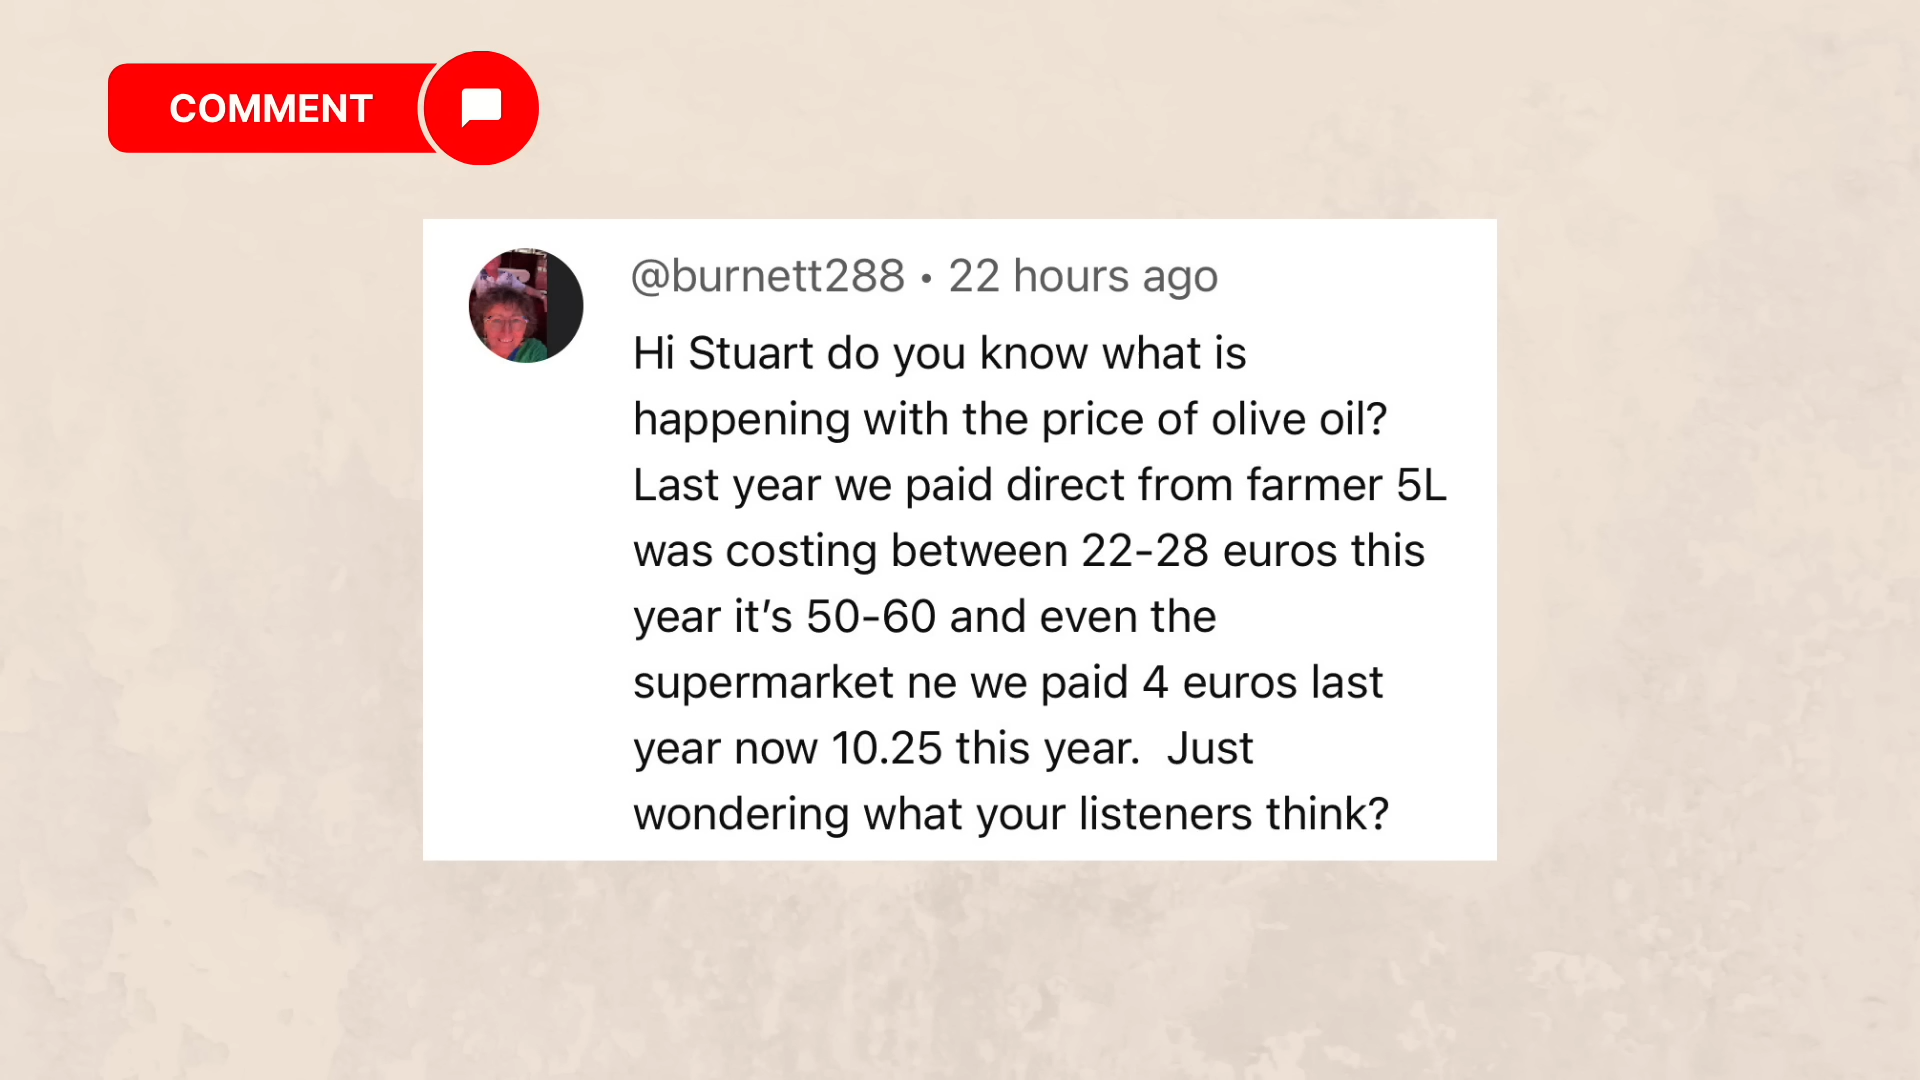 COMMENT
@burnett288 • 22 hours ago
Hi Stuart do you know what is
happening with the price of olive oil?
Last year we paid direct from farmer 5L
was costing between 22-28 euros this
year it’s 50-60 and even the
supermarket ne we paid 4 euros last
year now 10.25 this year.  Just
wondering what your listeners think?